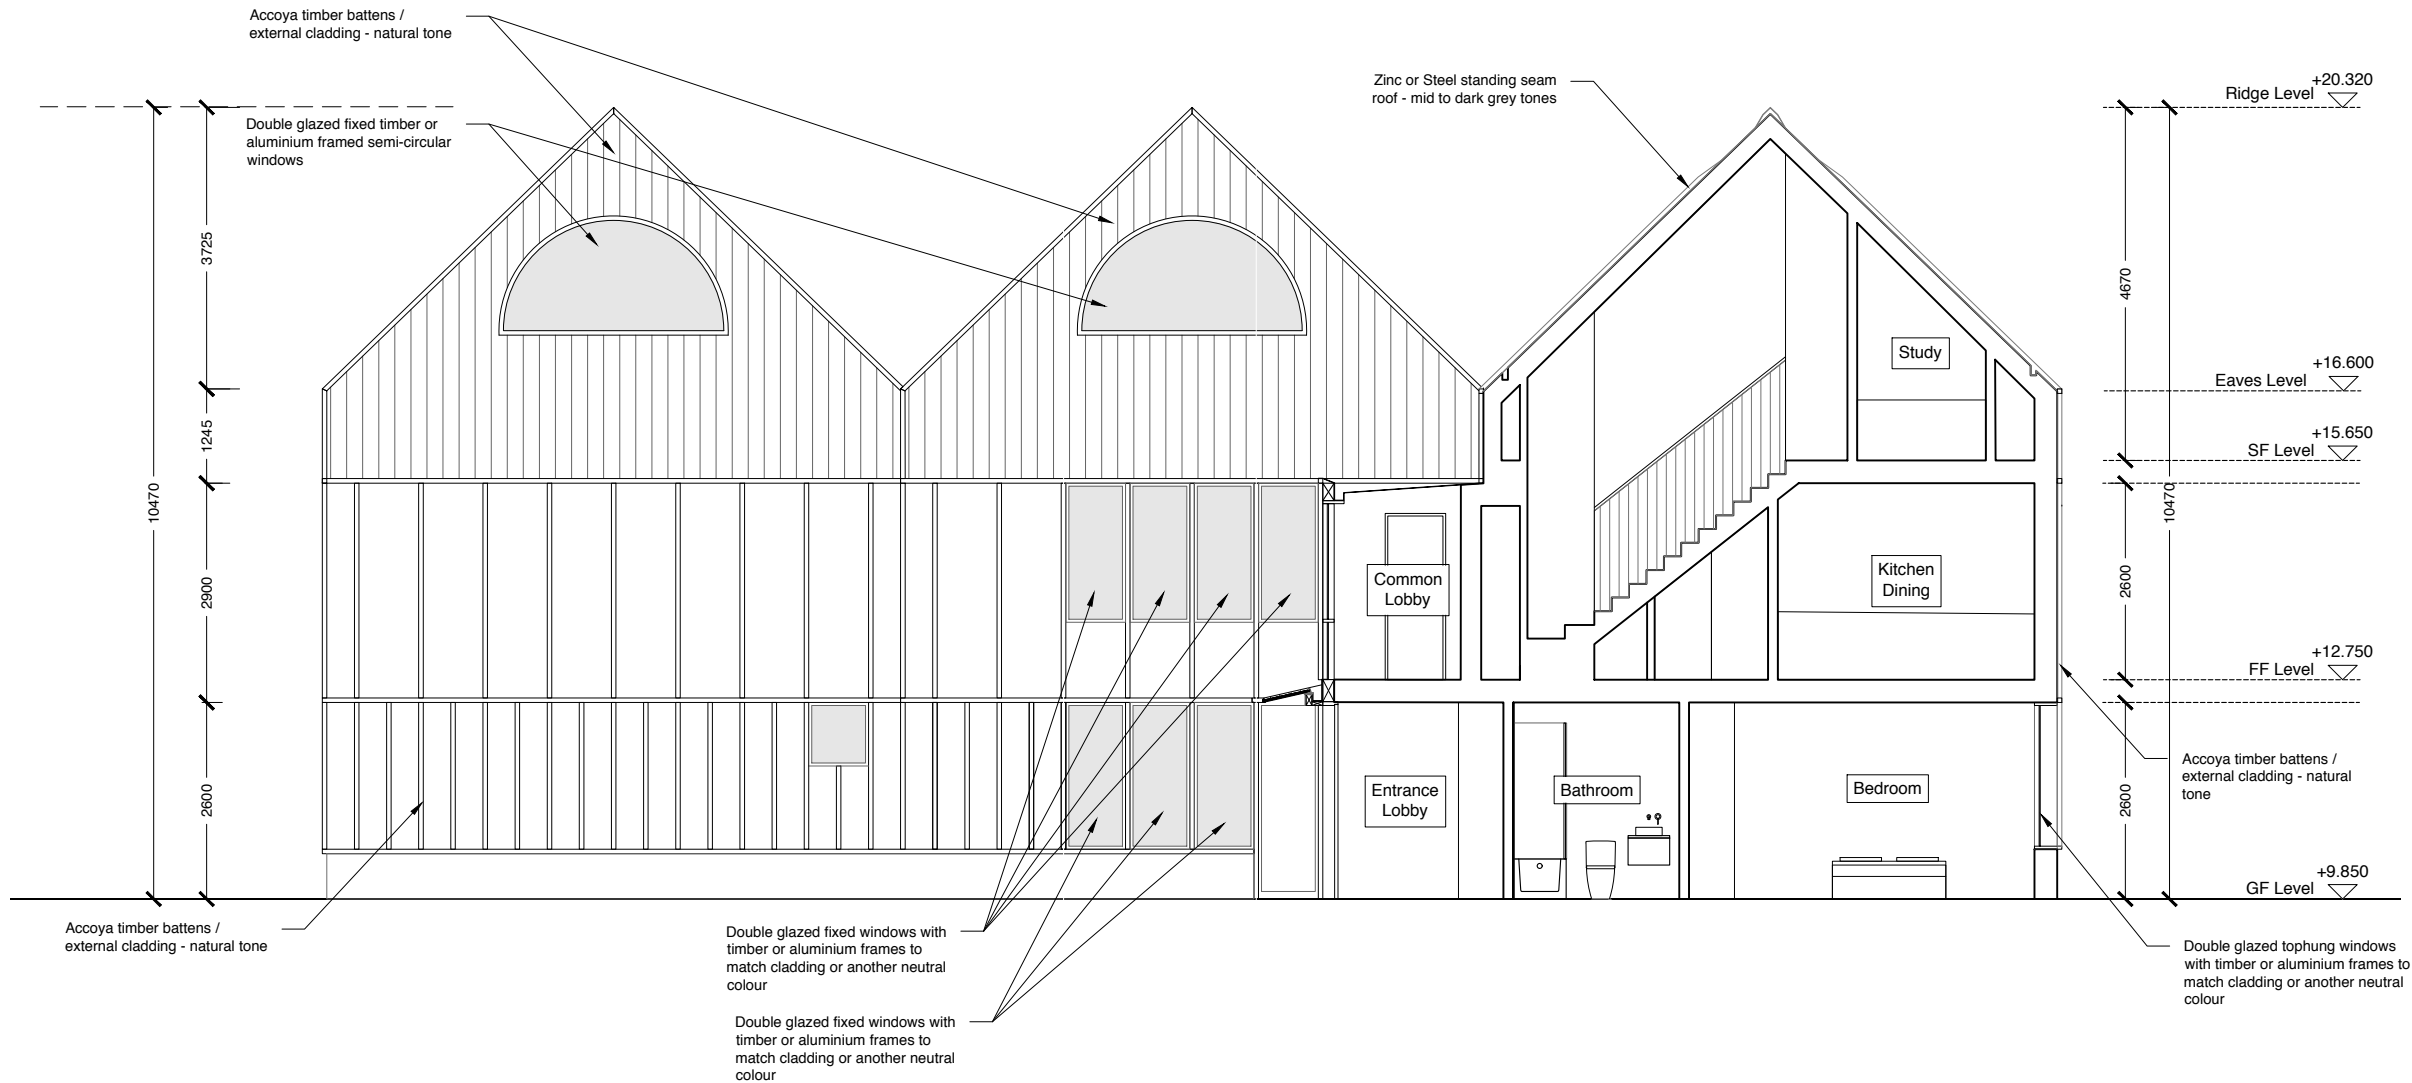 Accoya timber battens /
external cladding - natural tone
Double glazed fixed timber or
aluminium framed semi-circular
windows
Zinc or Steel standing seam
roof - mid to dark grey tones
+20.320
Ridge Level
3725
1245
2900
2600
10470
4670
10470
2600
2600
Study
+16.600
Eaves Level
+15.650
SF Level
Common
Lobby
Kitchen
Dining
+12.750
FF Level
Entrance
Lobby
Bathroom
Bedroom
Accoya timber battens /
external cladding - natural
tone
+9.850
GF Level
Accoya timber battens /
external cladding - natural tone
Double glazed fixed windows with
timber or aluminium frames to
match cladding or another neutral
colour
Double glazed fixed windows with
timber or aluminium frames to
match cladding or another neutral
colour
Double glazed tophung windows
with timber or aluminium frames to
match cladding or another neutral
colour